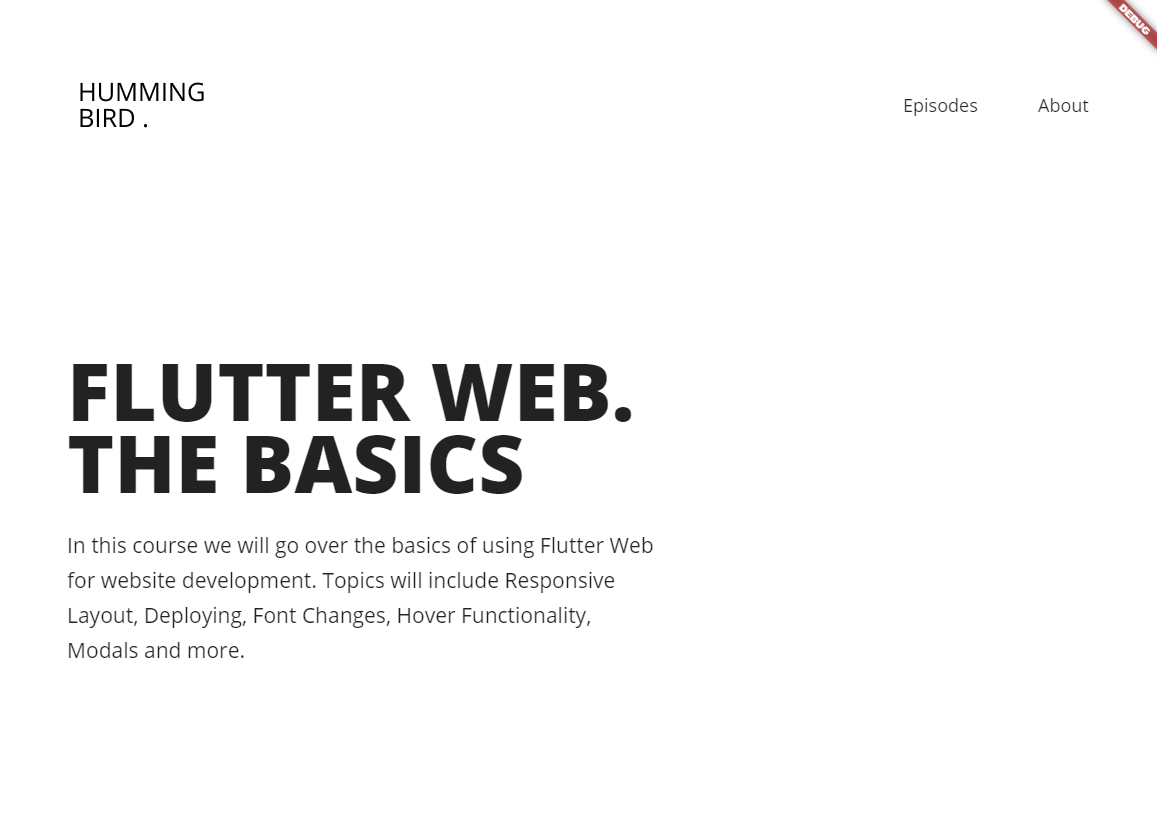 DEBUG
HUMMING
BIRD .
Episodes
About
FLUTTER WEB.
THE BASICS
In this course we will go over the basics of using Flutter Web
for website development. Topics will include Responsive
Layout, Deploying, Font Changes, Hover Functionality,
Modals and more.